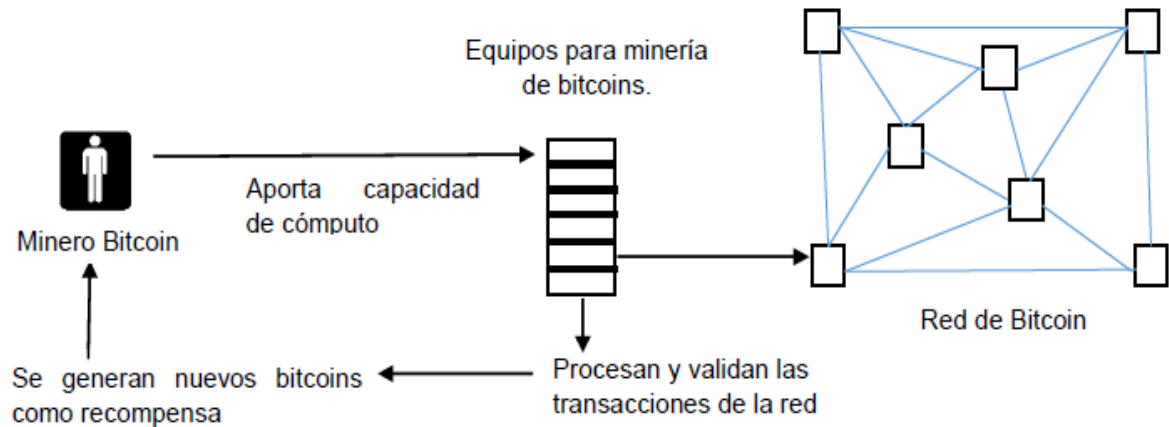 Equipos para minería
de bitcoins.
Aporta capacidad
de cómputo
Minero Bitcoin
Red de Bitcoin
Se generan nuevos bitcoins
como recompensa
Procesan y validan las
transacciones de la red